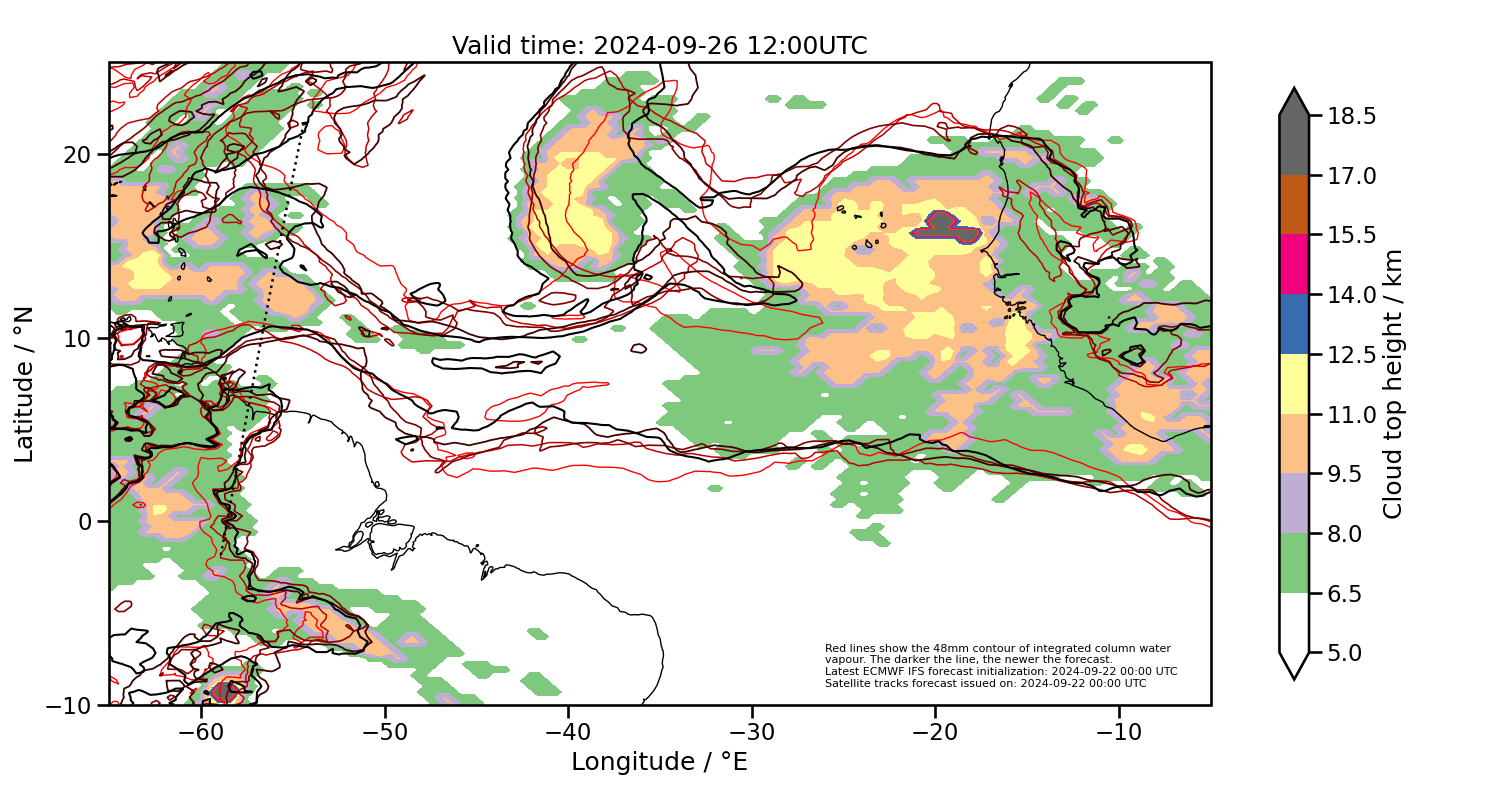 Valid time: 2024-09-26 12:00UTC
Latitude / °N
20
10
0
−10
−60
−50
−40
−30
−20
−10
Longitude / °E
Red lines show the 48mm contour of integrated column water
vapour. The darker the line, the newer the forecast.
Latest ECMWF IFS forecast initialization: 2024-09-22 00:00 UTC
Satellite tracks forecast issued on: 2024-09-22 00:00 UTC
18.5
17.0
15.5
14.0
12.5
11.0
9.5
8.0
6.5
5.0
Cloud top height / km